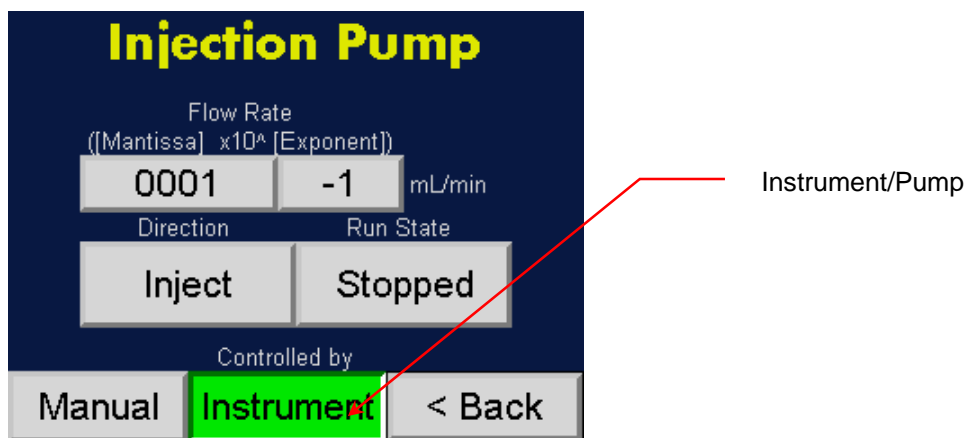 Injection Pump
Flow Rate
([Mantissa] x10^ [Exponent])
0001 -1 mL/min
Instrument/Pump
Direction Run State
Inject Stopped
Controlled by
Manual Instrument < Back